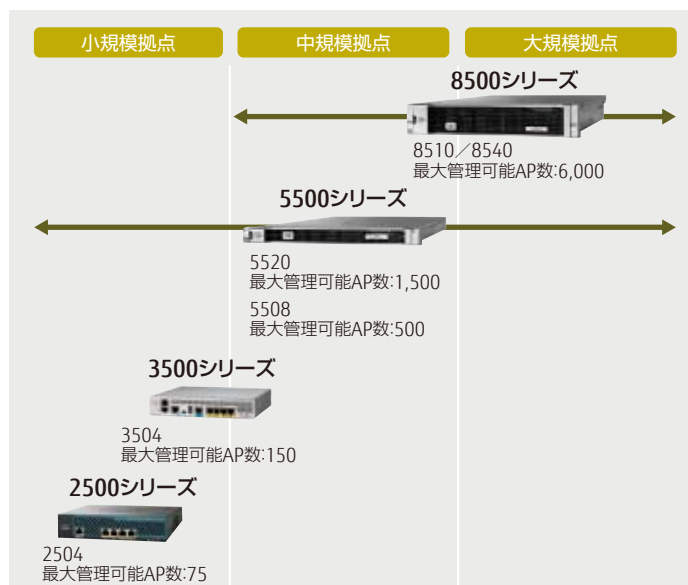 小規模拠点
中規模拠点
大規模拠点
8500シリーズ
8510／8540
最大管理可能AP数:6,000
5500シリーズ
5520
最大管理可能AP数:1,500
5508
最大管理可能AP数:500
3500シリーズ
3504
最大管理可能AP数:150
2500シリーズ
2504
最大管理可能AP数:75